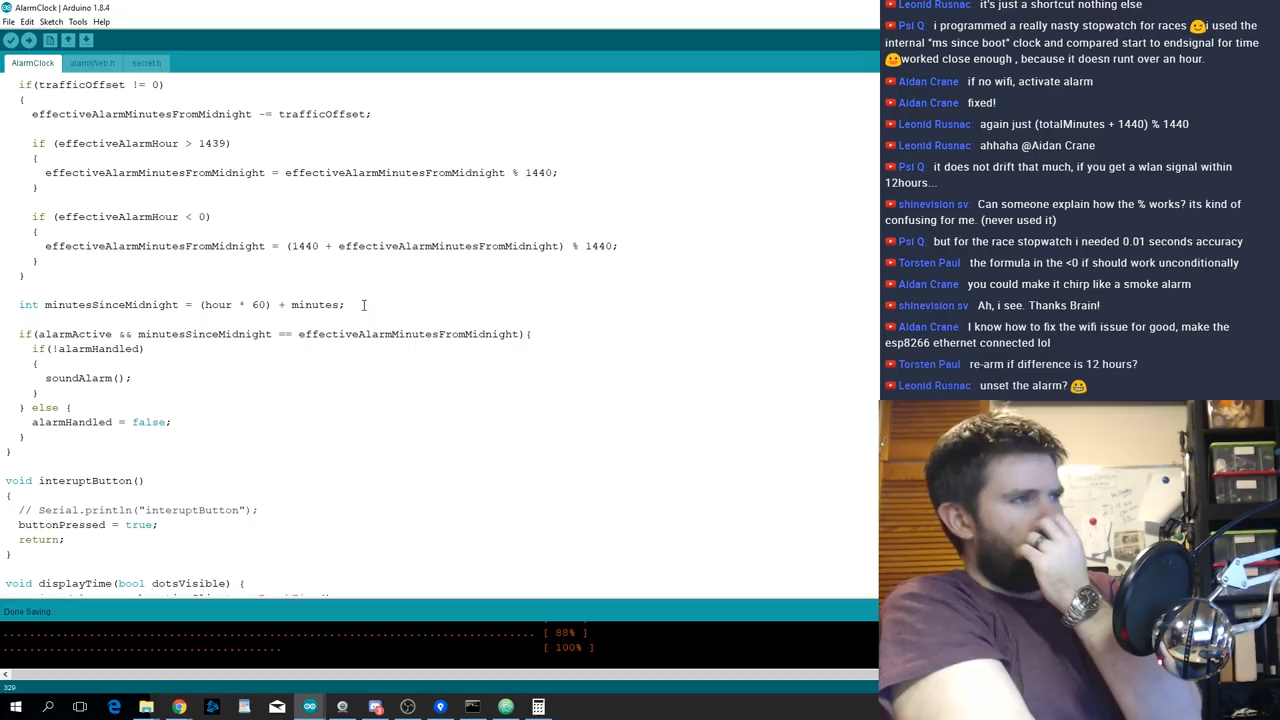 AlarmClock | Arduino 1.8.4
File Edit Sketch Tools Help
AlarmClock alarmWeb.h secret.h
if(trafficOffset != 0)
{
effectiveAlarmMinutesFromMidnight -= trafficOffset;
if (effectiveAlarmHour > 1439)
{
effectiveAlarmMinutesFromMidnight = effectiveAlarmMinutesFromMidnight % 1440;
}
if (effectiveAlarmHour < 0)
{
effectiveAlarmMinutesFromMidnight = (1440 + effectiveAlarmMinutesFromMidnight) % 1440;
}
}
int minutesSinceMidnight = (hour * 60) + minutes;
if(alarmActive && minutesSinceMidnight == effectiveAlarmMinutesFromMidnight){
if(!alarmHandled)
{
soundAlarm();
}
} else {
alarmHandled = false;
}
}
void interuptButton()
{
// Serial.println("interuptButton");
buttonPressed = true;
return;
}
void displayTime(bool dotsVisible) {
Done Saving.
[ 88% ]
[ 100% ]
329
Leonid Rusnac: it's just a shortcut nothing else
Psi Q: i programmed a really nasty stopwatch for races i used the
internal "ms since boot" clock and compared start to endsignal for time
worked close enough , because it doesn runt over an hour.
Aidan Crane: if no wifi, activate alarm
Aidan Crane: fixed!
Leonid Rusnac: again just (totalMinutes + 1440) % 1440
Leonid Rusnac: ahhaha @Aidan Crane
Psi Q: it does not drift that much, if you get a wlan signal within
12hours...
shinevision sv: Can someone explain how the % works? its kind of
confusing for me. (never used it)
Psi Q: but for the race stopwatch i needed 0.01 seconds accuracy
Torsten Paul: the formula in the <0 if should work unconditionally
Aidan Crane: you could make it chirp like a smoke alarm
shinevision sv: Ah, i see. Thanks Brain!
Aidan Crane: I know how to fix the wifi issue for good, make the
esp8266 ethernet connected lol
Torsten Paul: re-arm if difference is 12 hours?
Leonid Rusnac: unset the alarm?